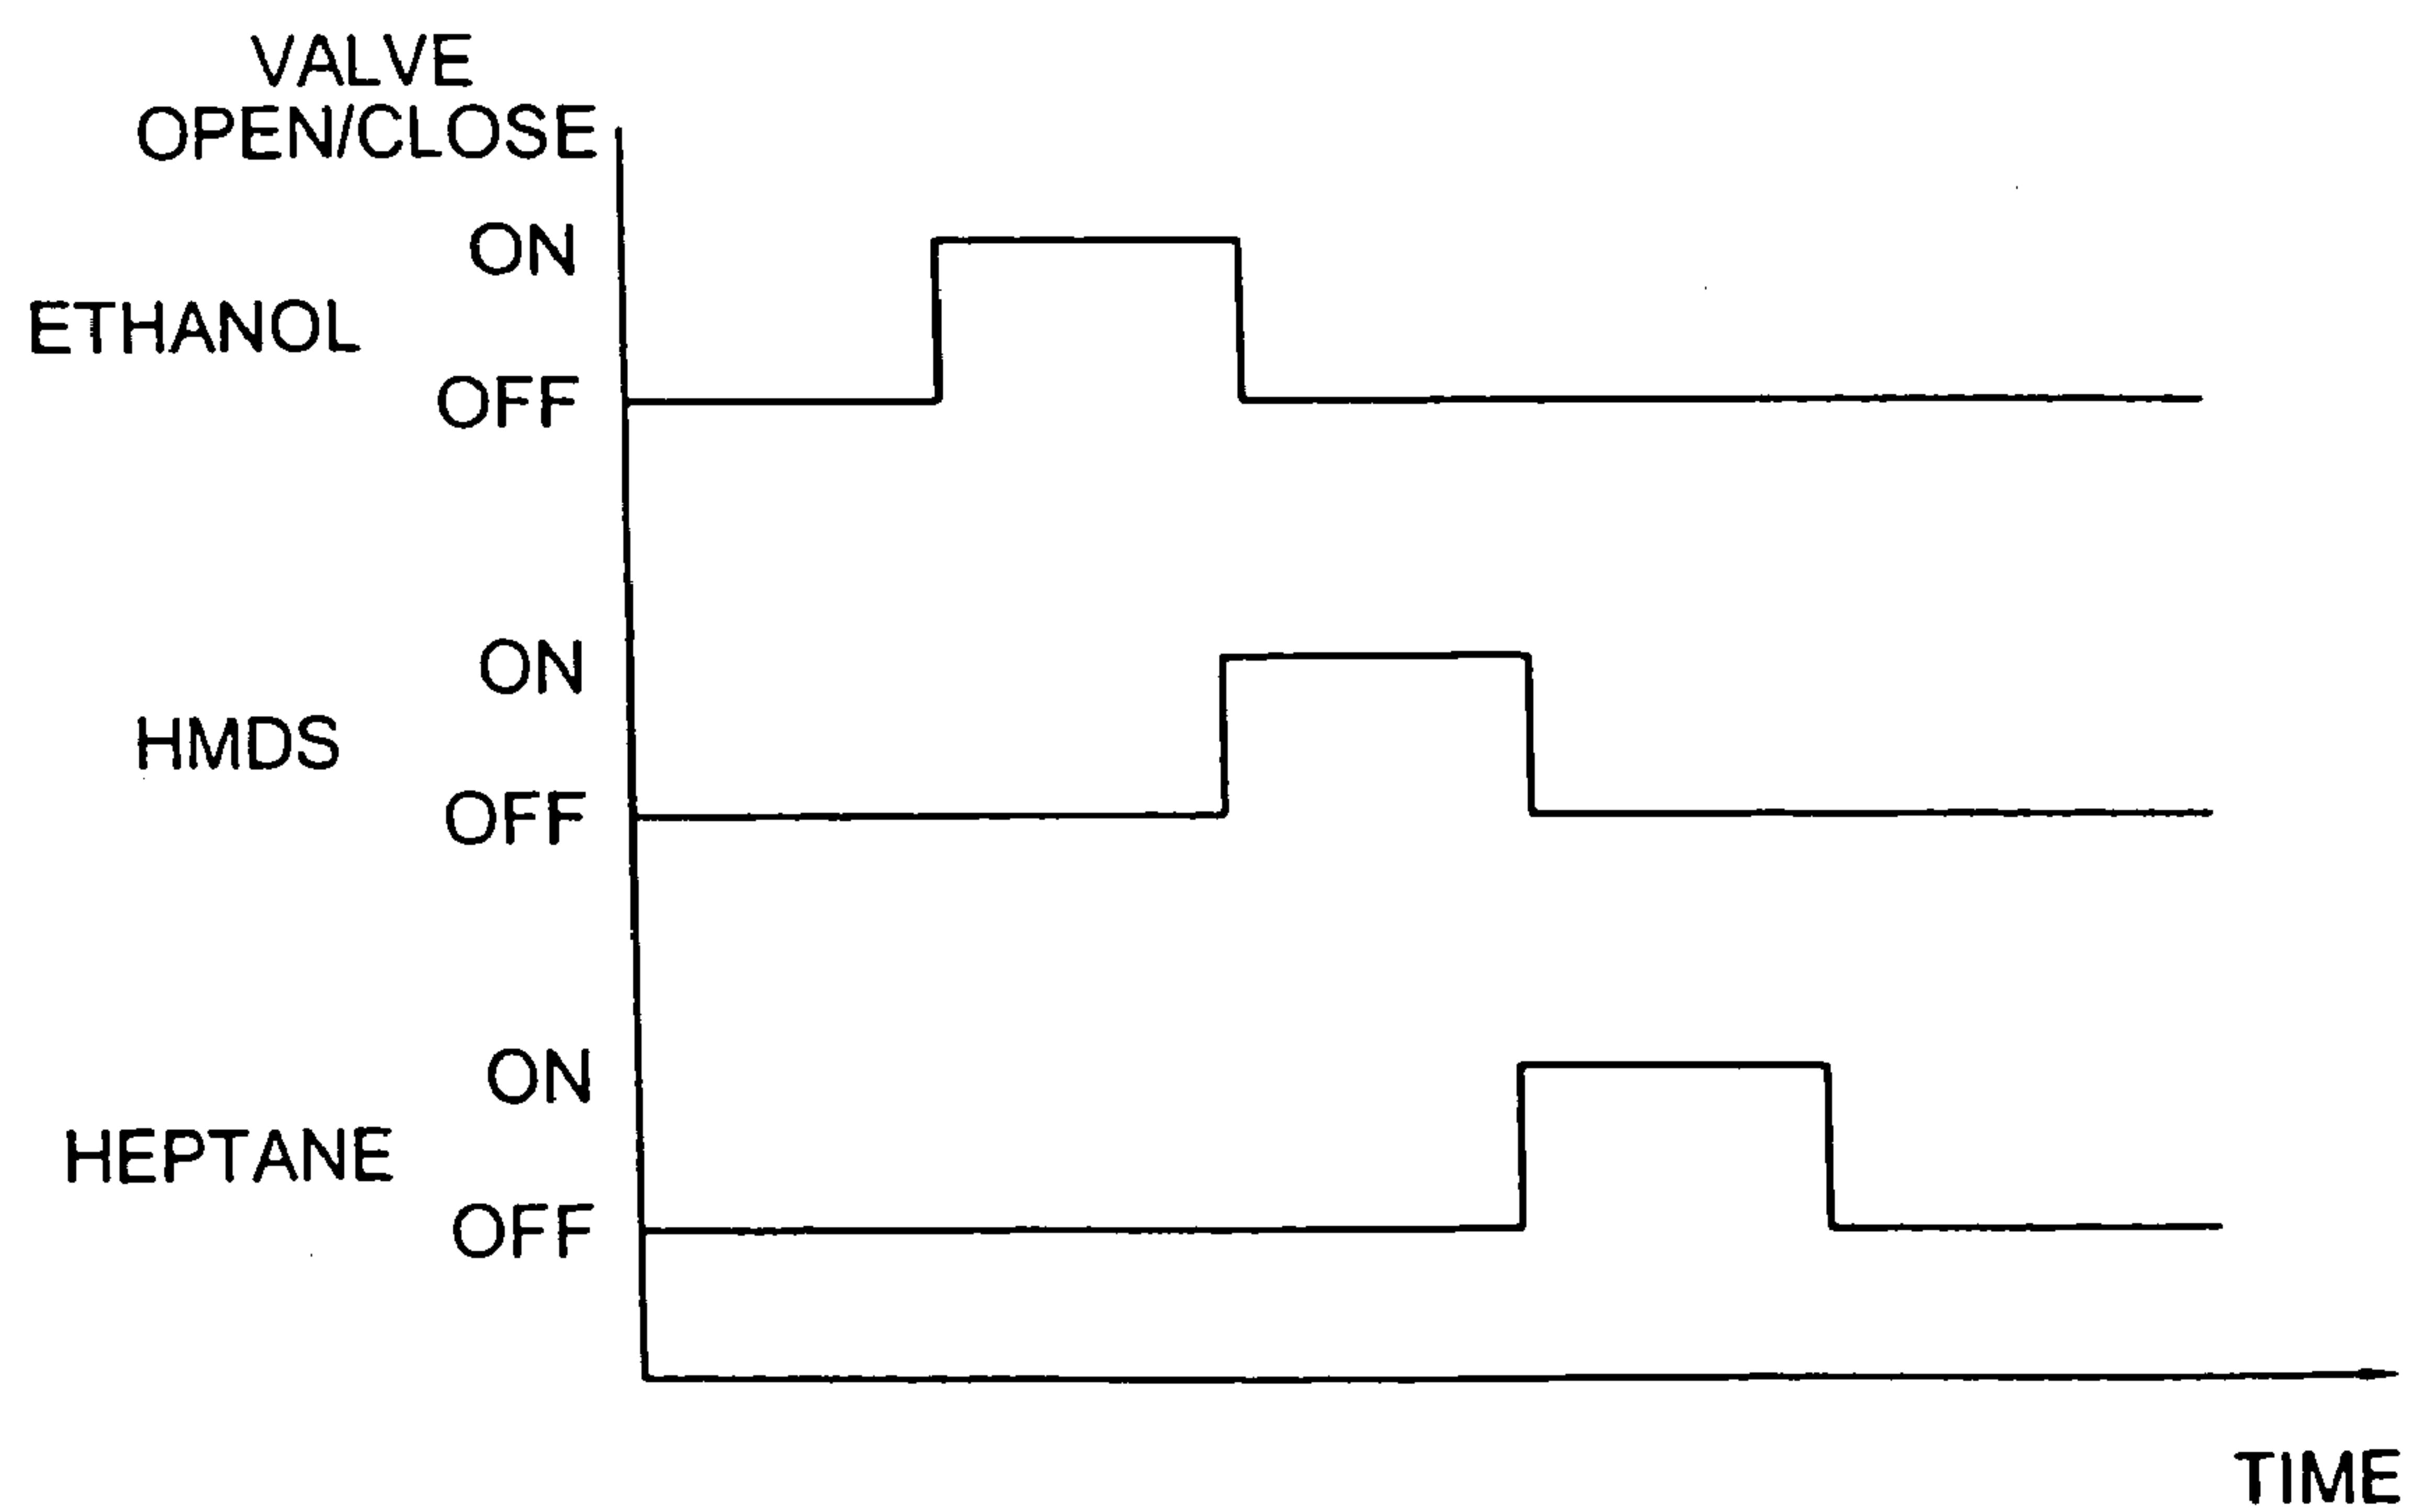 VALVE
OPEN/CLOSE
ON
ETHANOL
OFF
ON
HMDS
OFF
ON
HEPTANE
OFF
TIME